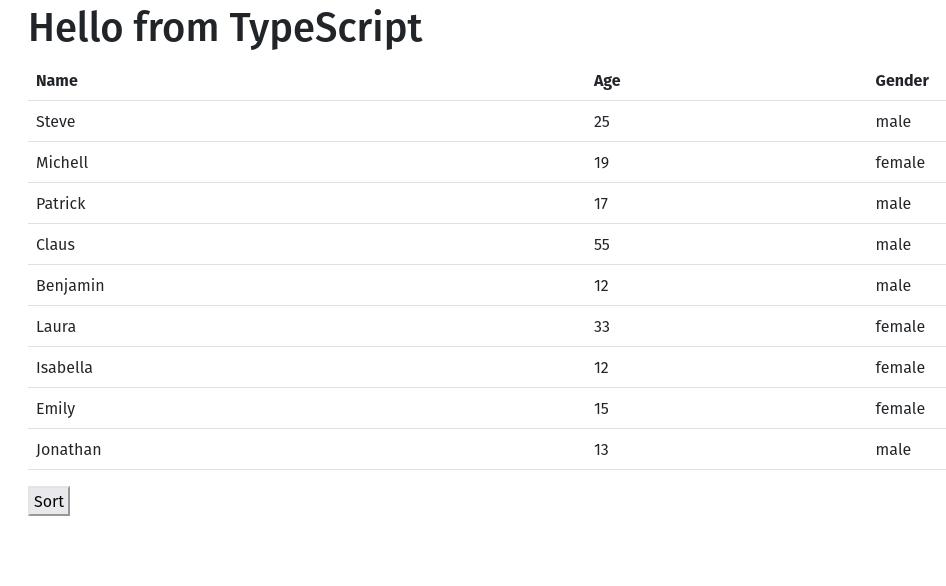 Hello from TypeScript
Name Age Gender
Steve 25 male
Michell 19 female
Patrick 17 male
Claus 55 male
Benjamin 12 male
Laura 33 female
Isabella 12 female
Emily 15 female
Jonathan 13 male
Sort